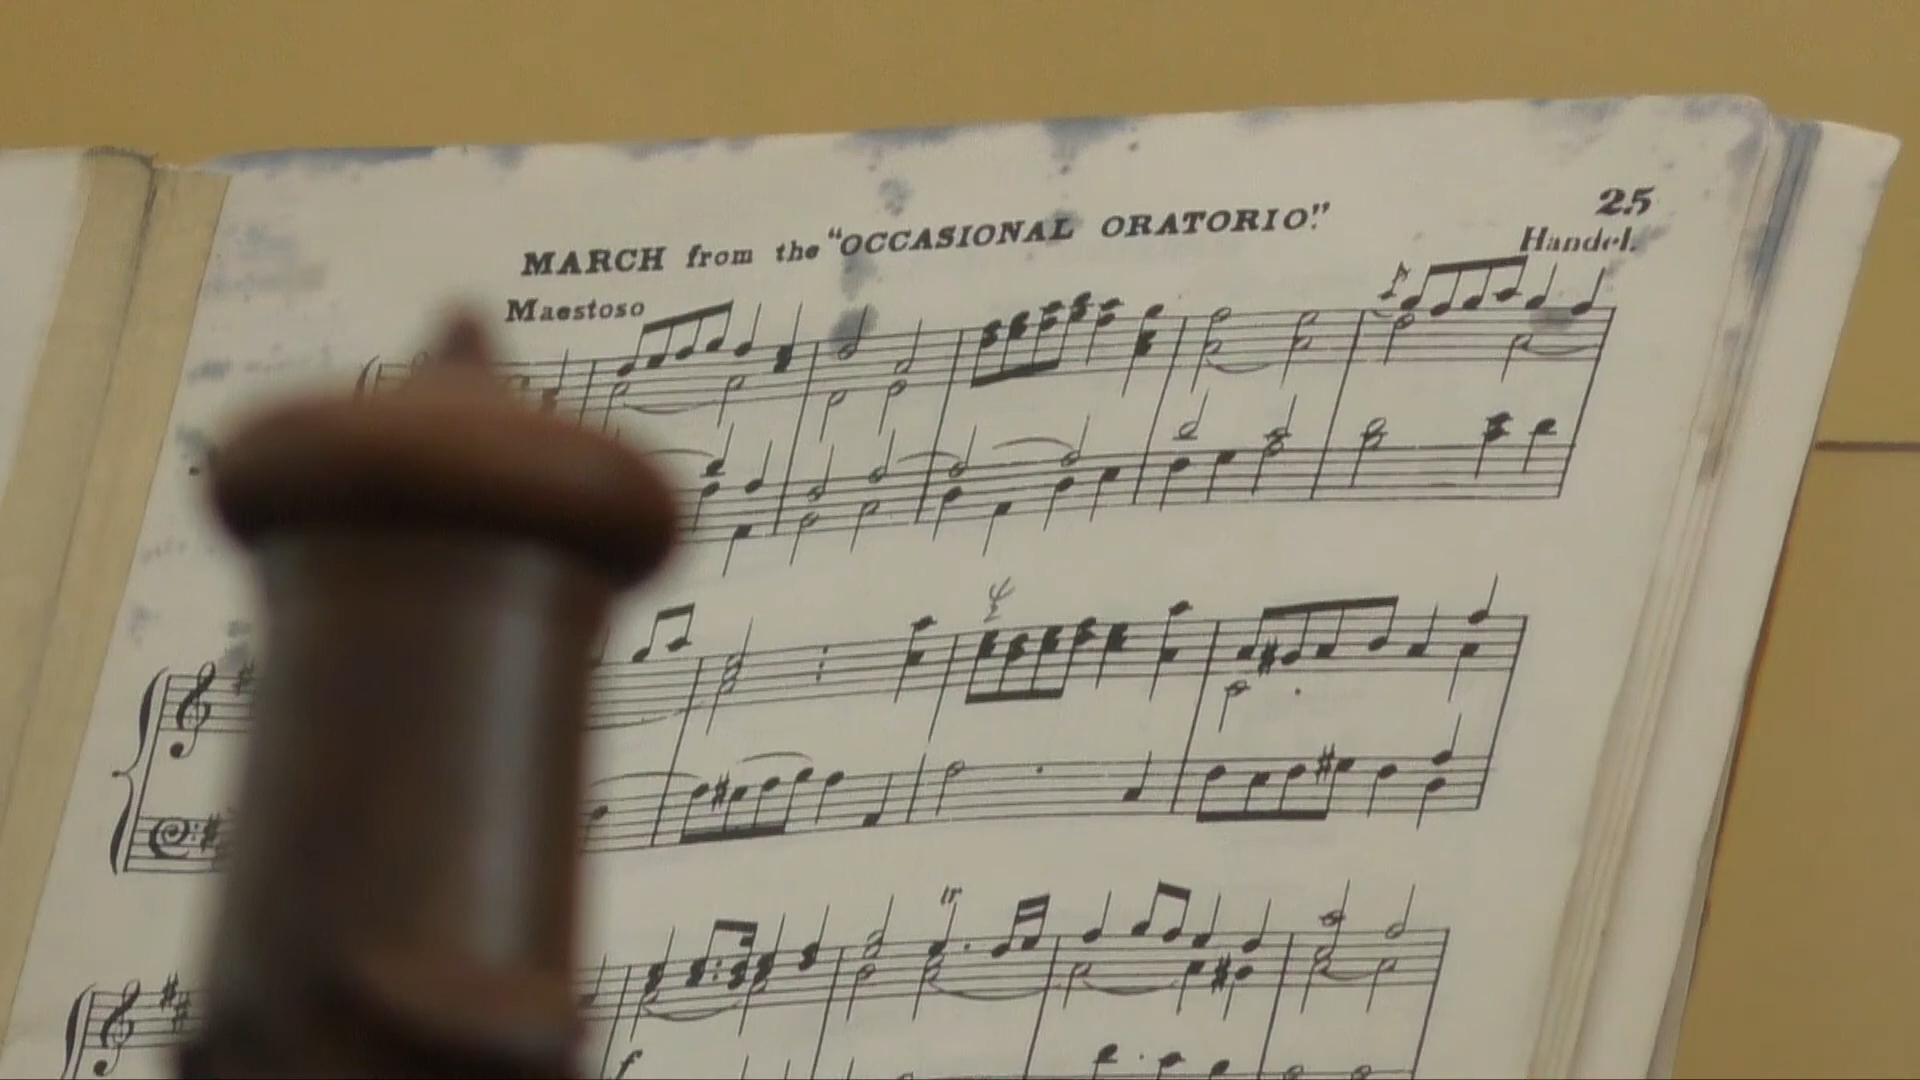 25
MARCH from the "OCCASIONAL ORATORIO."
Handel.
Maestoso
tr
f